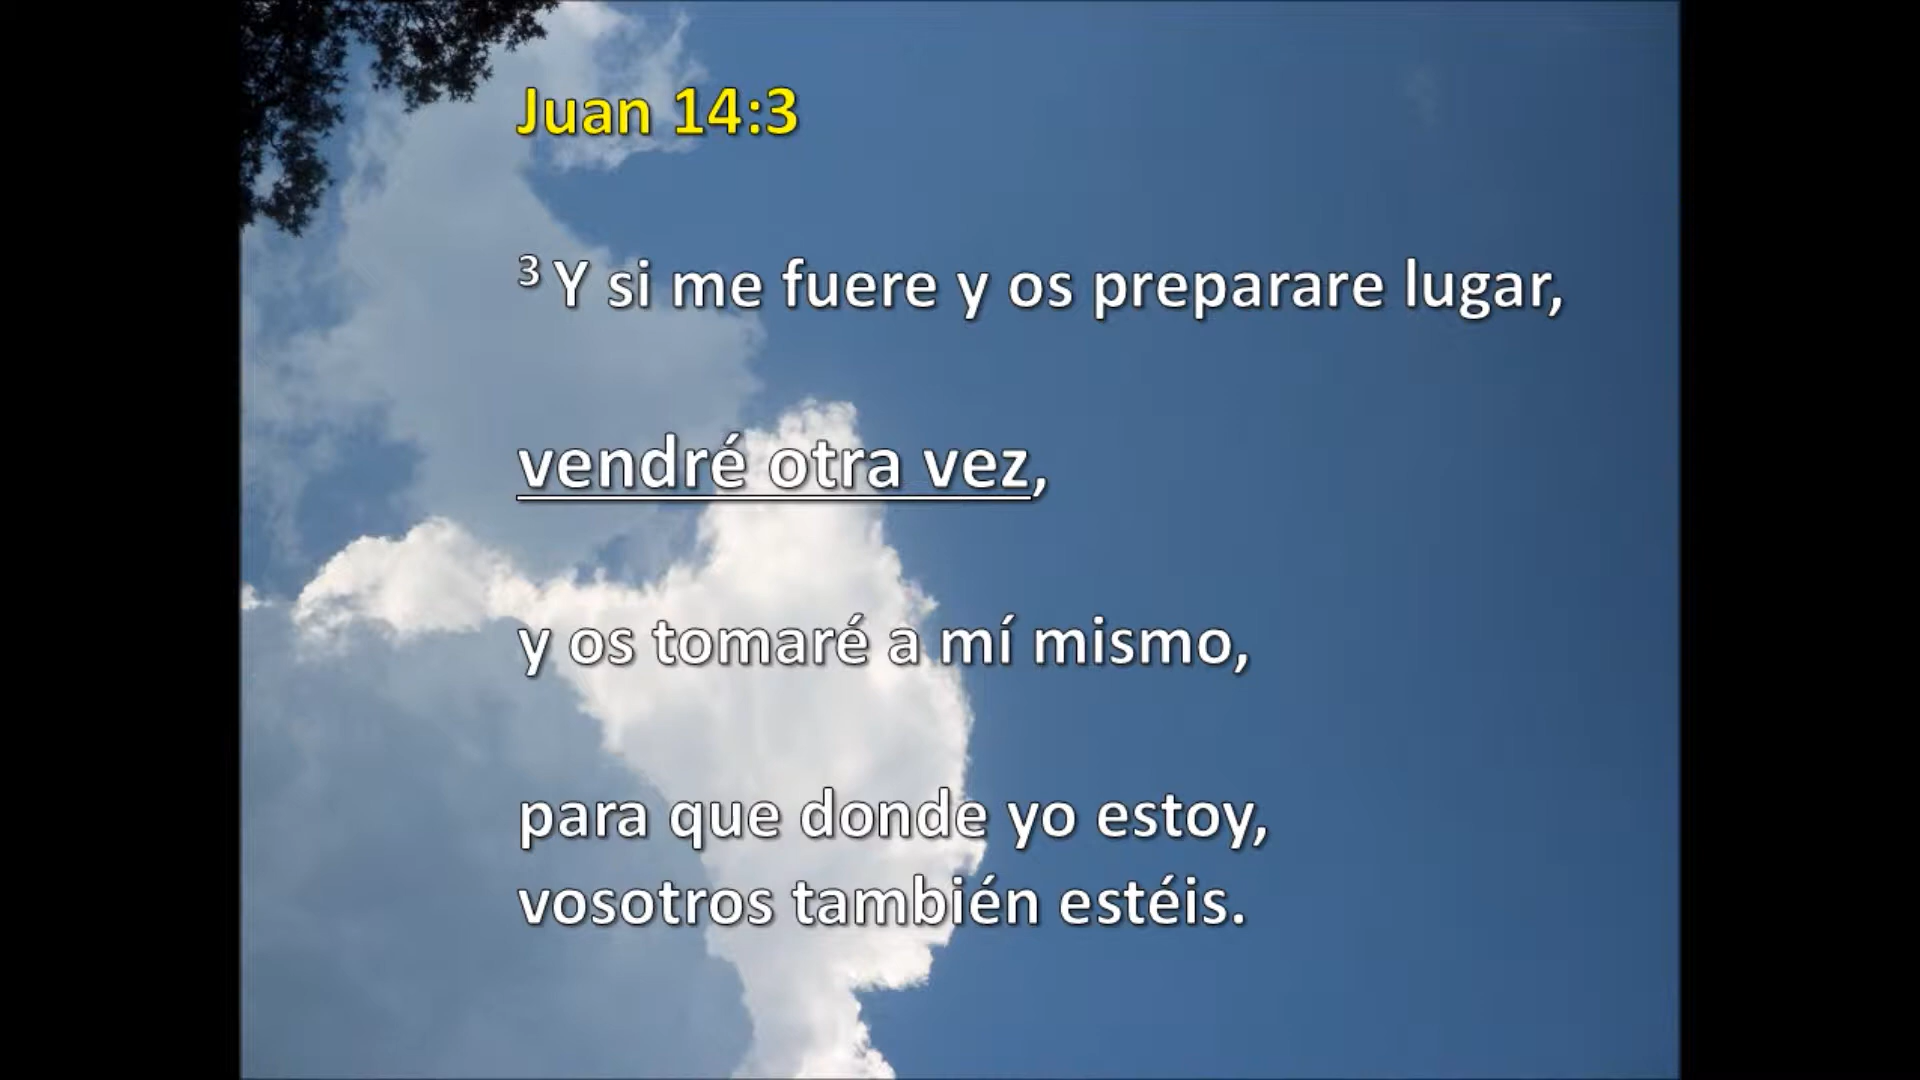 Juan 14:3
3 Y si me fuere y os preparare lugar,
vendré otra vez,
y os tomaré a mí mismo,
para que donde yo estoy,
vosotros también estéis.